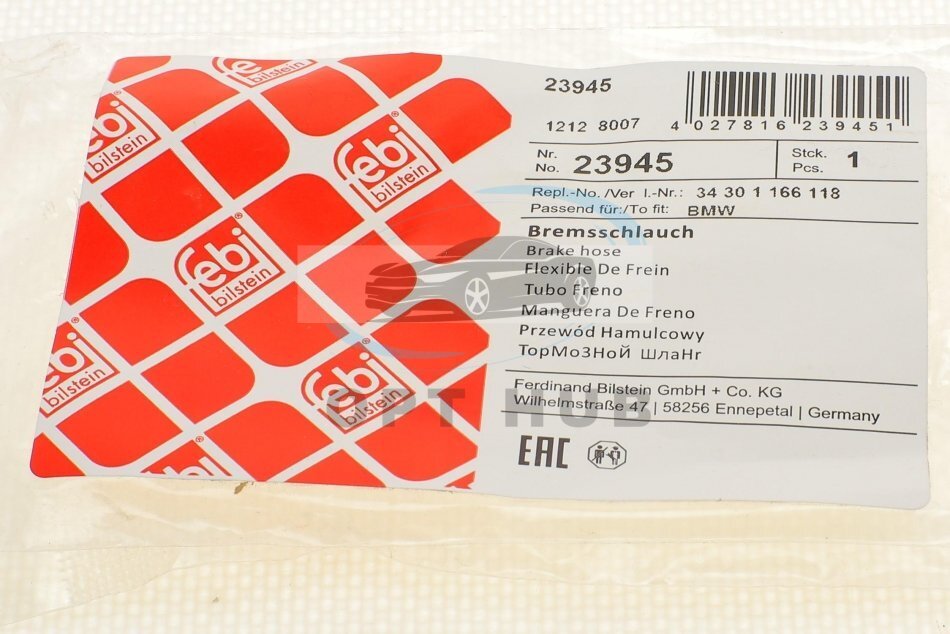 febi
bilstein
febi
bilstein
febi
bilstein
febi
bilstein
febi
bilstein
febi
bilstein
febi
23945
1212 8007
4 027816 239451
Nr.
No. 23945
Stck.
Pcs. 1
Repl.-No. /Ver l.-Nr.: 34 30 1 166 118
Passend für:/To fit: BMW
Bremsschlauch
Brake hose
Flexible De Frein
Tubo Freno
Manguera De Freno
Przewód Hamulcowy
ТорМоЗНоЙ ШлаНг
Ferdinand Bilstein GmbH + Co. KG
Wilhelmstraße 47 | 58256 Ennepetal | Germany
EAC
OPT HUB